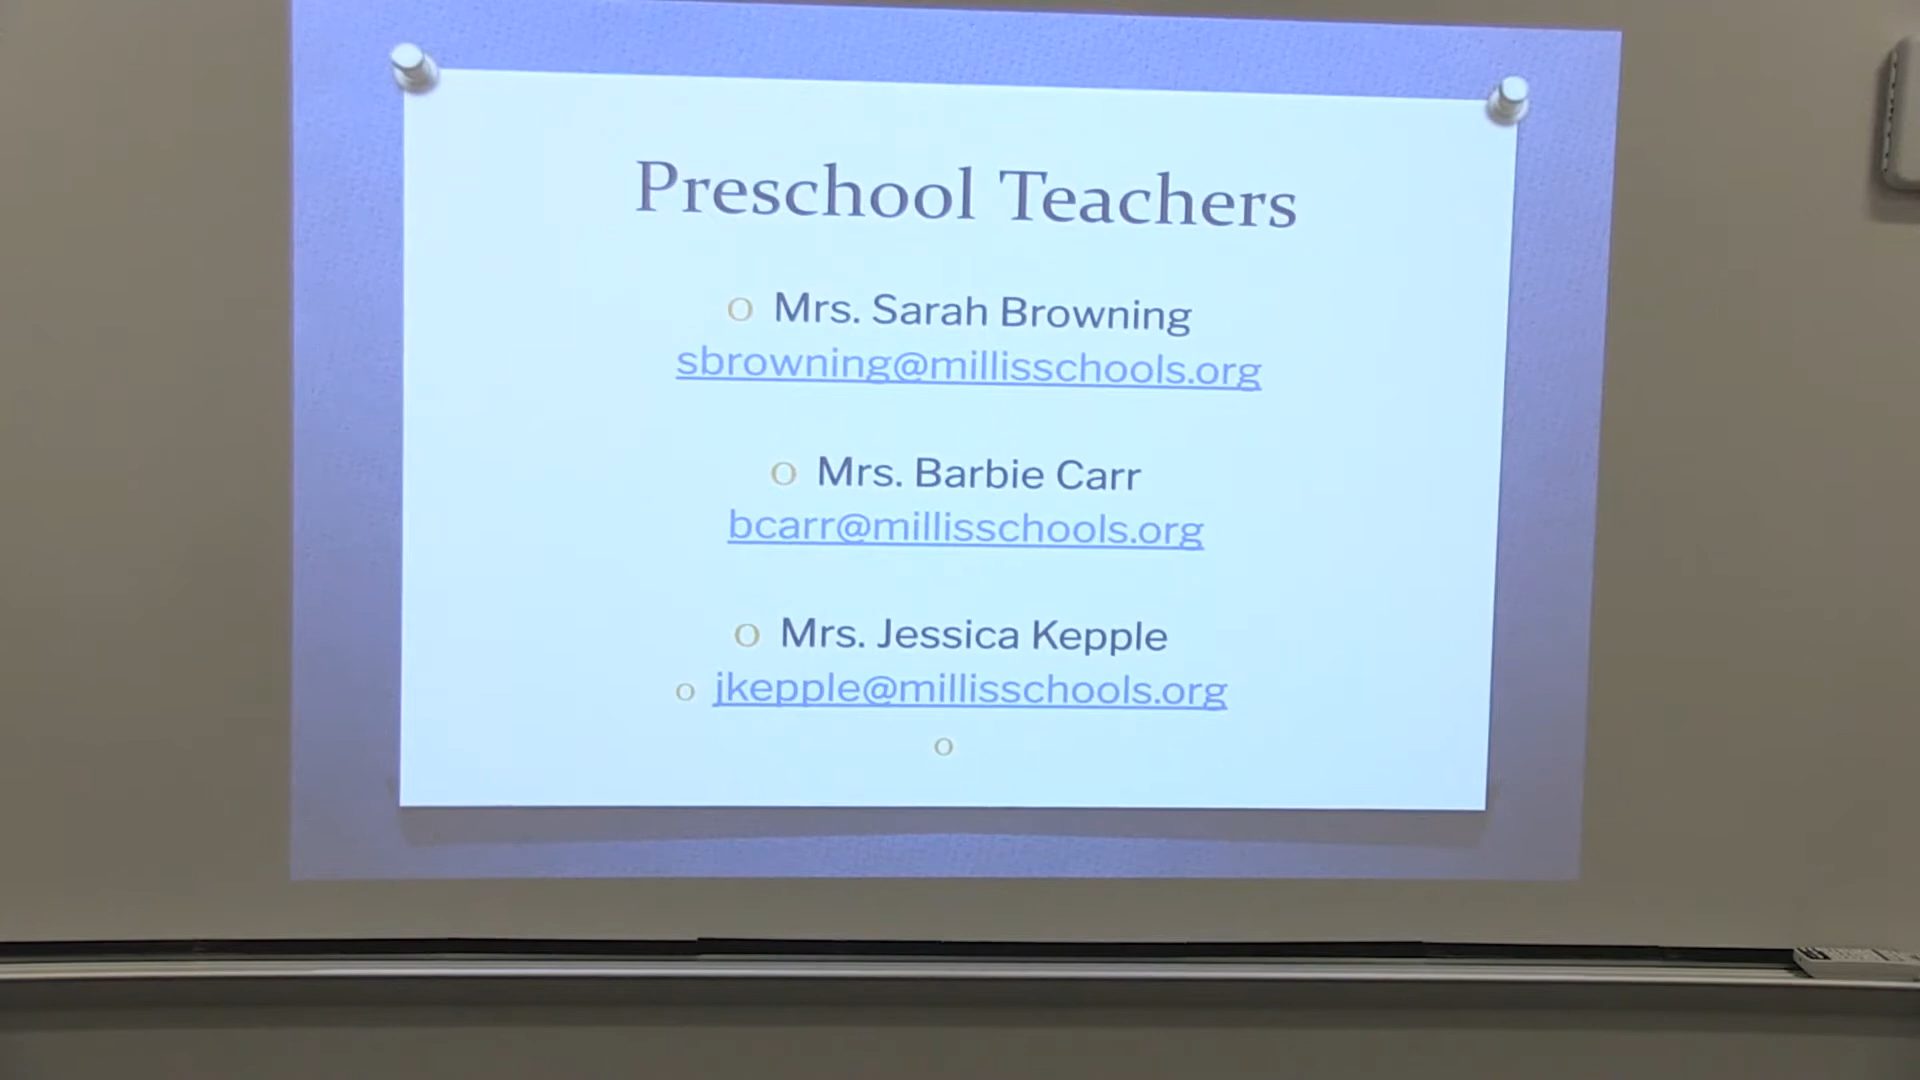 Preschool Teachers
o Mrs. Sarah Browning
sbrowning@millisschools.org
o Mrs. Barbie Carr
bcarr@millisschools.org
o Mrs. Jessica Kepple
o jkepple@millisschools.org
o